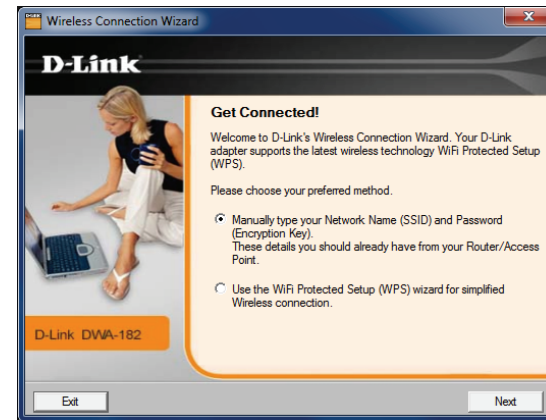 Wireless Connection Wizard
D-Link
Get Connected!
Welcome to D-Link's Wireless Connection Wizard. Your D-Link
adapter supports the latest wireless technology WiFi Protected Setup
(WPS).
Please choose your preferred method.
Manually type your Network Name (SSID) and Password
(Encryption Key).
These details you should already have from your Router/Access
Point.
Use the WiFi Protected Setup (WPS) wizard for simplified
Wireless connection.
D-Link DWA-182
Exit
Next